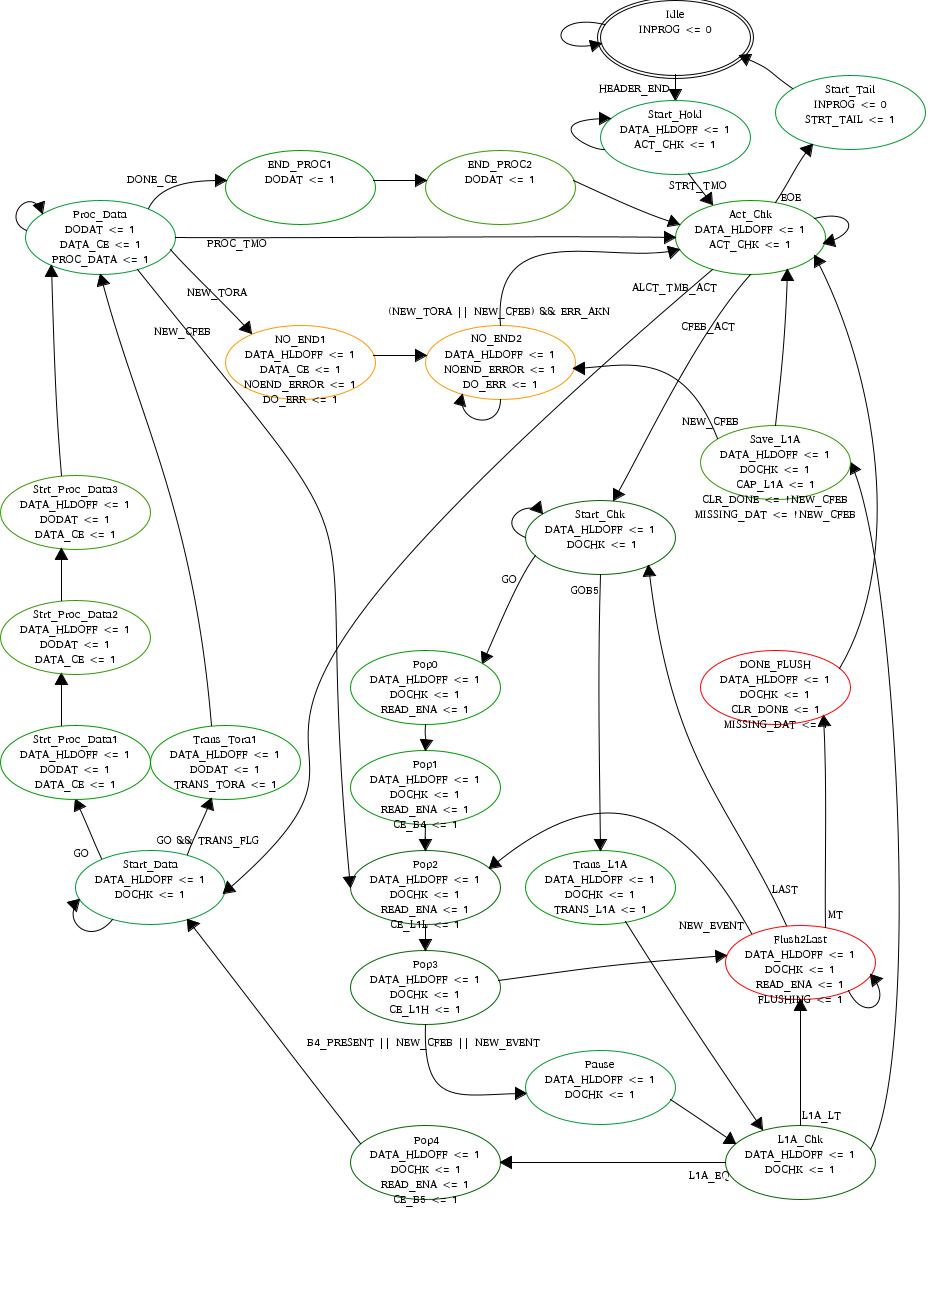 Idle
INPROG <= 0
HEADER_END
Start_Tail
INPROG <= 0
STRT_TAIL <= 1
Start_Hold
DATA_HLDOFF <= 1
ACT_CHK <= 1
STRT_TMO
EOE
END_PROC1
DODAT <= 1
END_PROC2
DODAT <= 1
DONE_CE
Proc_Data
DODAT <= 1
DATA_CE <= 1
PROC_DATA <= 1
PROC_TMO
Act_Chk
DATA_HLDOFF <= 1
ACT_CHK <= 1
NEW_TORA
ALCT_TMB_ACT
(NEW_TORA || NEW_CFEB) && ERR_AKN
CFEB_ACT
NEW_CFEB
NO_END1
DATA_HLDOFF <= 1
DATA_CE <= 1
NOEND_ERROR <= 1
DO_ERR <= 1
NO_END2
DATA_HLDOFF <= 1
NOEND_ERROR <= 1
DO_ERR <= 1
NEW_CFEB
Save_L1A
DATA_HLDOFF <= 1
DOCHK <= 1
CAP_L1A <= 1
CLR_DONE <= !NEW_CFEB
MISSING_DAT <= !NEW_CFEB
Strt_Proc_Data3
DATA_HLDOFF <= 1
DODAT <= 1
DATA_CE <= 1
Start_Chk
DATA_HLDOFF <= 1
DOCHK <= 1
GO
GOB5
Strt_Proc_Data2
DATA_HLDOFF <= 1
DODAT <= 1
DATA_CE <= 1
Pop0
DATA_HLDOFF <= 1
DOCHK <= 1
READ_ENA <= 1
DONE_FLUSH
DATA_HLDOFF <= 1
DOCHK <= 1
CLR_DONE <= 1
MISSING_DAT <=
Strt_Proc_Data1
DATA_HLDOFF <= 1
DODAT <= 1
DATA_CE <= 1
Trans_Tora1
DATA_HLDOFF <= 1
DODAT <= 1
TRANS_TORA <= 1
Pop1
DATA_HLDOFF <= 1
DOCHK <= 1
READ_ENA <= 1
CE_B4 <= 1
GO
GO && TRANS_FLG
Start_Data
DATA_HLDOFF <= 1
DOCHK <= 1
Pop2
DATA_HLDOFF <= 1
DOCHK <= 1
READ_ENA <= 1
CE_L1L <= 1
Trans_L1A
DATA_HLDOFF <= 1
DOCHK <= 1
TRANS_L1A <= 1
LAST
MT
NEW_EVENT
Flush2Last
DATA_HLDOFF <= 1
DOCHK <= 1
READ_ENA <= 1
FLUSHING <= 1
Pop3
DATA_HLDOFF <= 1
DOCHK <= 1
CE_L1H <= 1
B4_PRESENT || NEW_CFEB || NEW_EVENT
Pause
DATA_HLDOFF <= 1
DOCHK <= 1
L1A_LT
Pop4
DATA_HLDOFF <= 1
DOCHK <= 1
READ_ENA <= 1
CE_B5 <= 1
L1A_EQ
L1A_Chk
DATA_HLDOFF <= 1
DOCHK <= 1